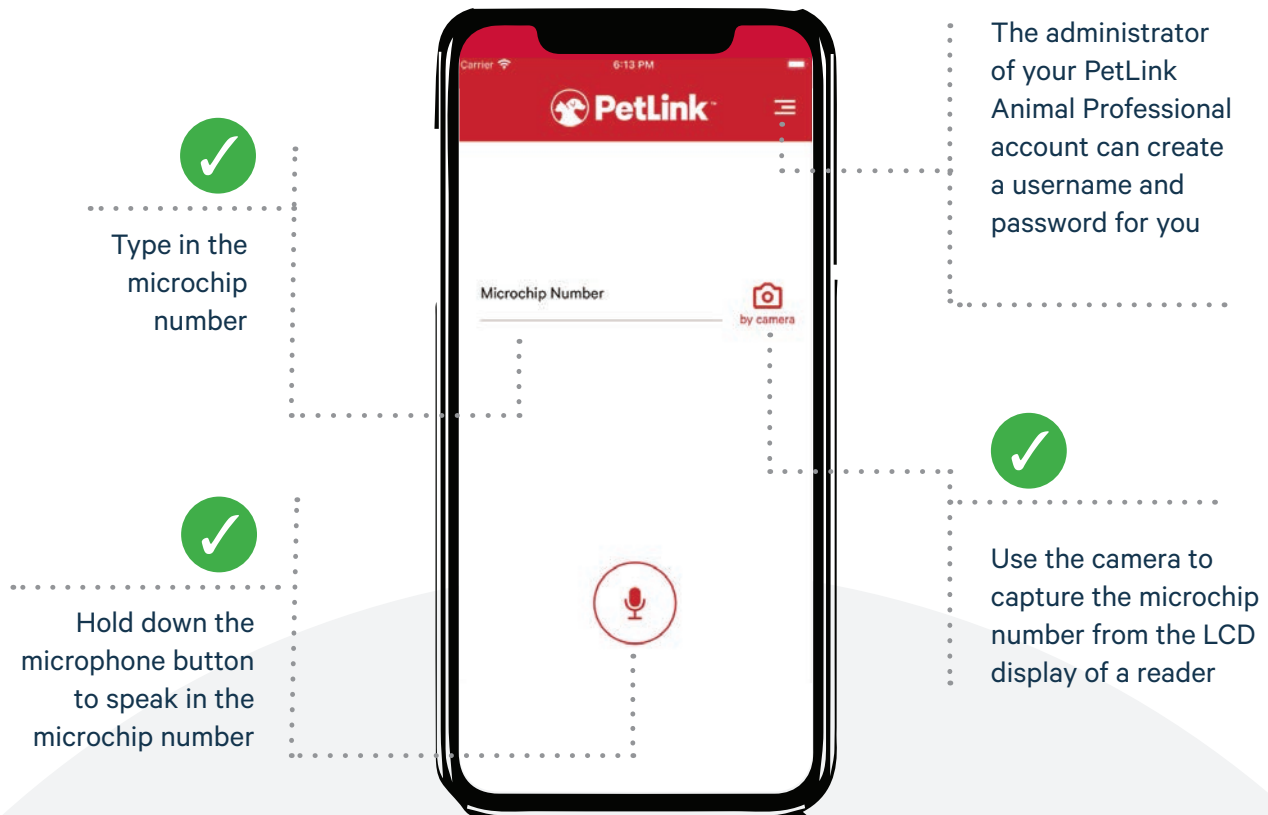 Carrier
6:13 PM
PetLink
Microchip Number
by camera
Type in the
microchip
number
Hold down the
microphone button
to speak in the
microchip number
The administrator
of your PetLink
Animal Professional
account can create
a username and
password for you
Use the camera to
capture the microchip
number from the LCD
display of a reader